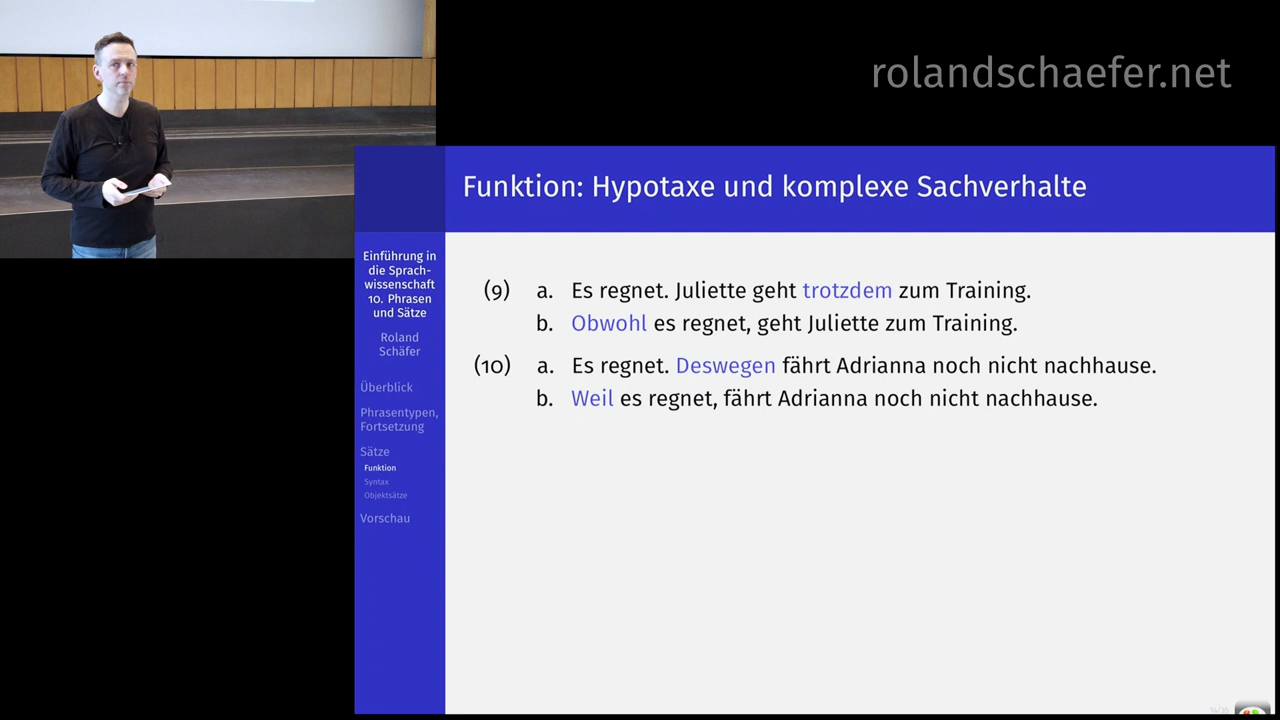 rolandschaefer.net
Funktion: Hypotaxe und komplexe Sachverhalte
Einführung in
die Sprach-
wissenschaft
10. Phrasen
und Sätze
Roland
Schäfer
Überblick
Phrasentypen,
Fortsetzung
Sätze
Funktion
Syntax
Objektsätze
Vorschau
(9) a. Es regnet. Juliette geht trotzdem zum Training.
b. Obwohl es regnet, geht Juliette zum Training.
(10) a. Es regnet. Deswegen fährt Adrianna noch nicht nachhause.
b. Weil es regnet, fährt Adrianna noch nicht nachhause.